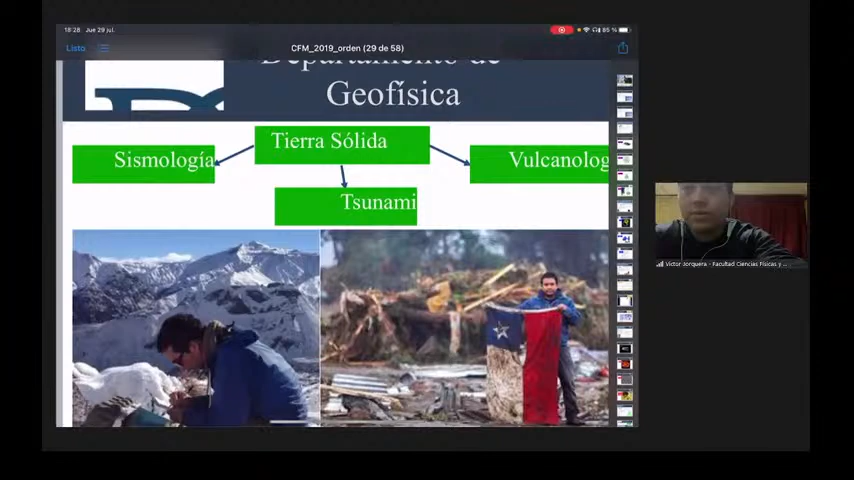 18:28 Jue 29 jul.
85 %
Listo
CFM_2019_orden (29 de 58)
Departamento de
Geofísica
Tierra Sólida
Sismología
Vulcanolog
Tsunami
Victor Jorquera - Facultad Ciencias Físicas y ...